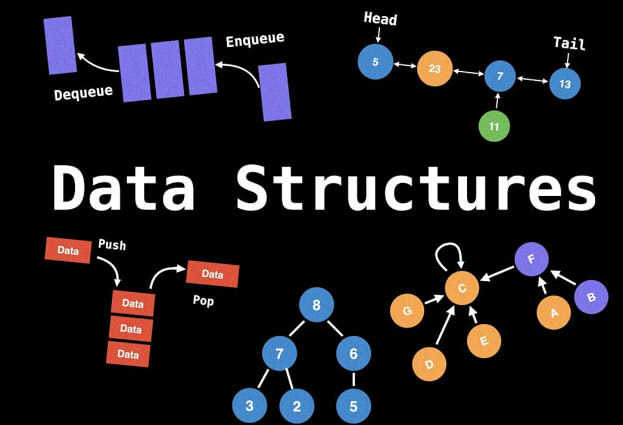 Enqueue
Dequeue
Head
Tail
5
23
7
13
11
Data Structures
Data
Push
Data
Pop
Data
Data
Data
8
7
6
3
2
5
F
C
B
G
A
E
D